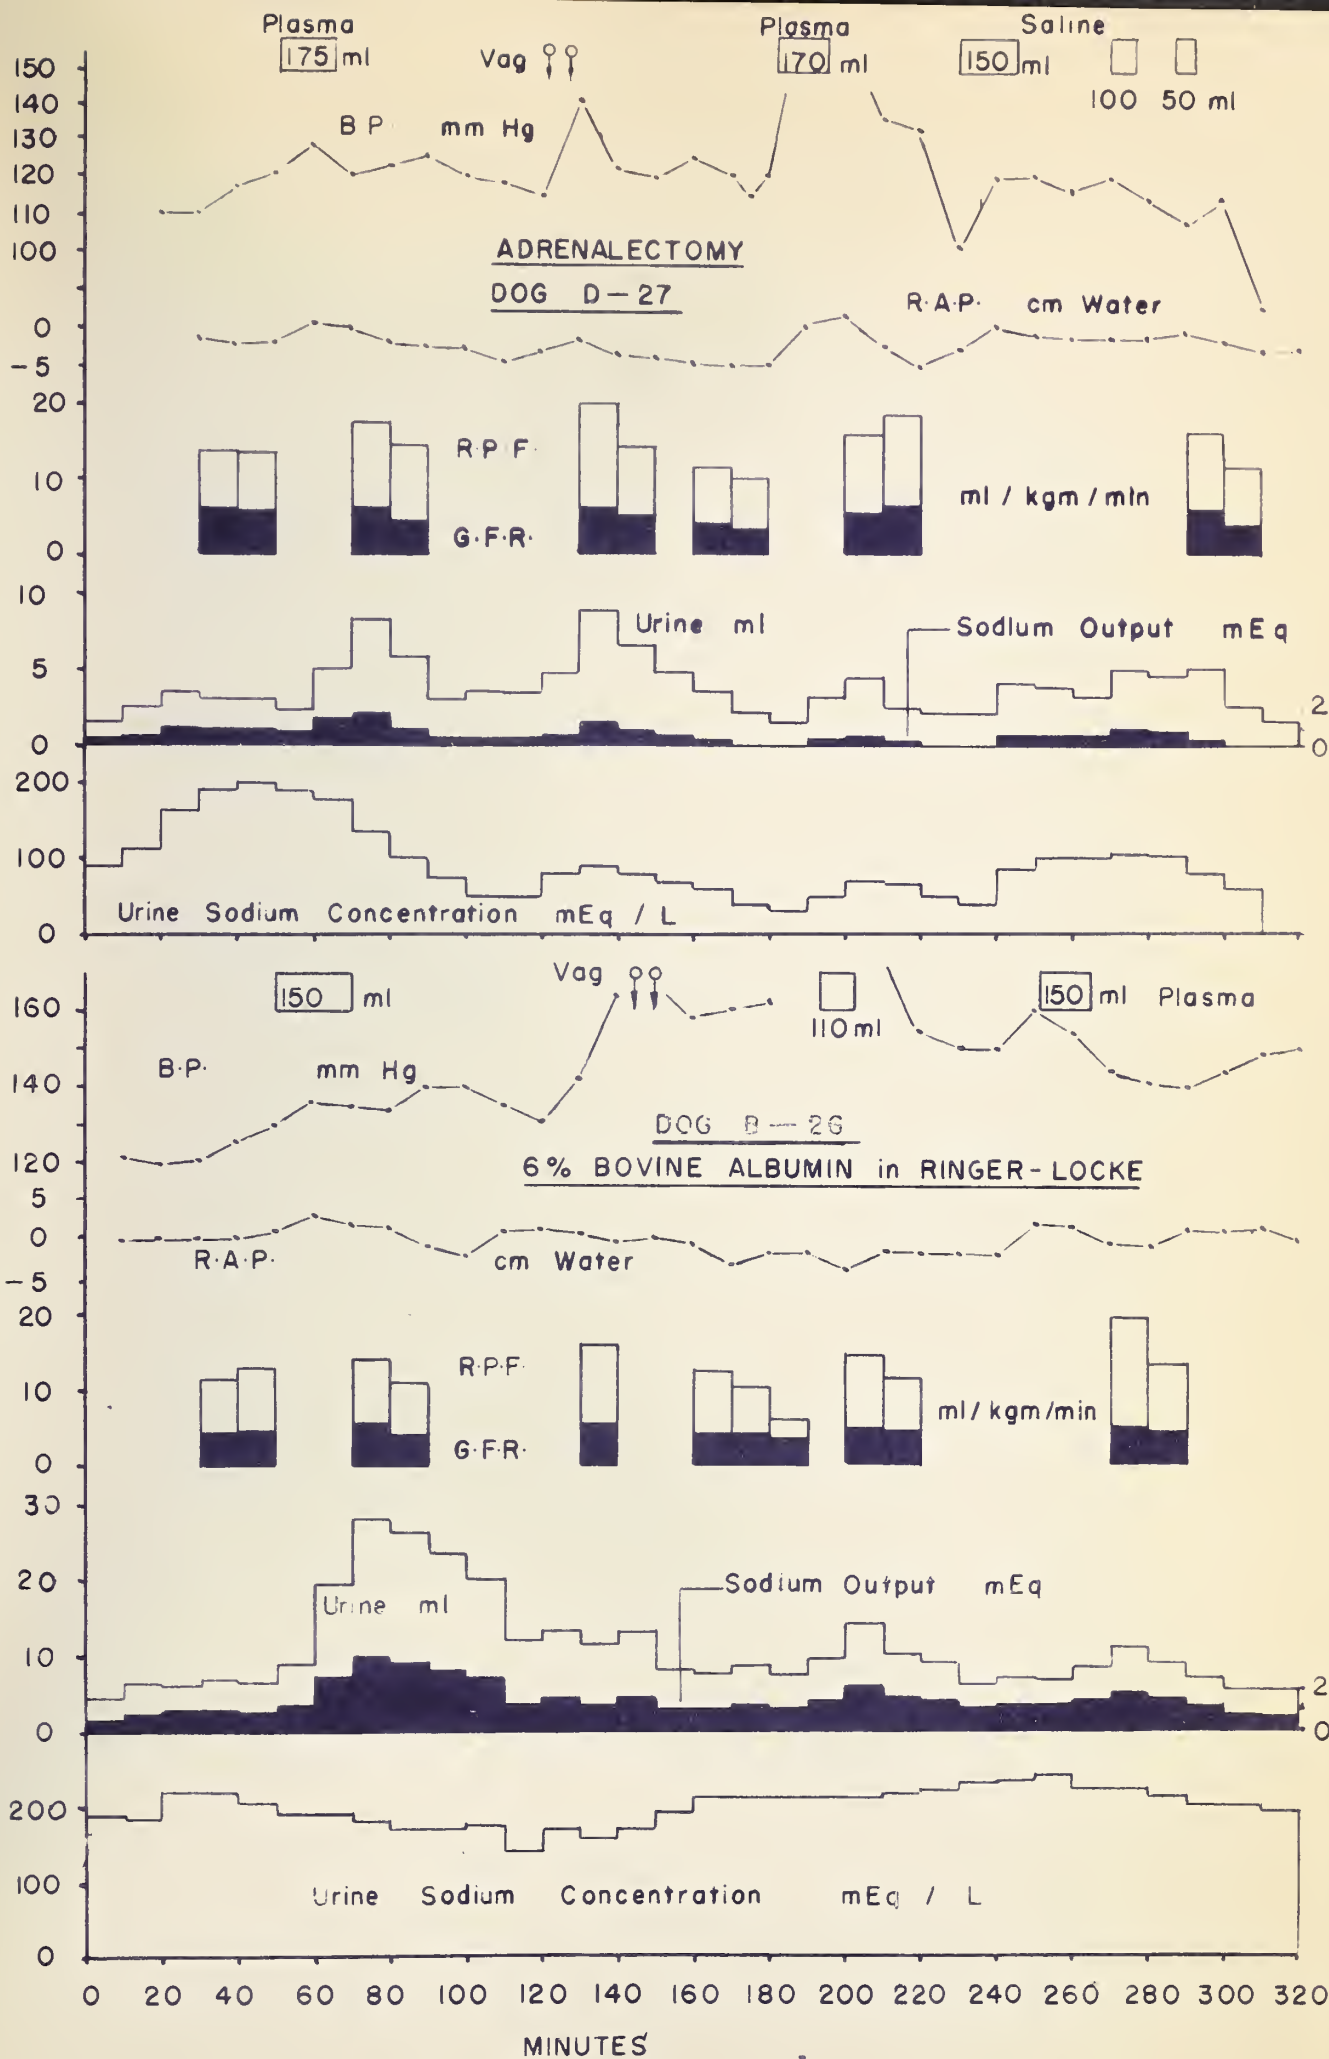 Plasma Plasma Saline
175 ml Vag 170 ml 150 ml
100 50 ml
150
140
130
120
110
100
B P. mm Hg
ADRENALECTOMY
DOG D-27
R.A.P. cm Water
0
-5
20
10
0
R.P.F.
G.F.R.
ml / kgm / min
10
5
0
Urine ml
Sodium Output mEq
2
0
200
100
0
Urine Sodium Concentration mEq / L
150 ml Vag 110 ml 150 ml Plasma
160
140
120
B.P. mm Hg
DOG B-26
6% BOVINE ALBUMIN in RINGER-LOCKE
5
0
-5
R.A.P. cm Water
20
10
0
R.P.F.
G.F.R.
ml / kgm /min
30
20
10
0
Urine ml
Sodium Output mEq
2
0
200
100
0
Urine Sodium Concentration mEq / L
0 20 40 60 80 100 120 140 160 180 200 220 240 260 280 300 320
MINUTES